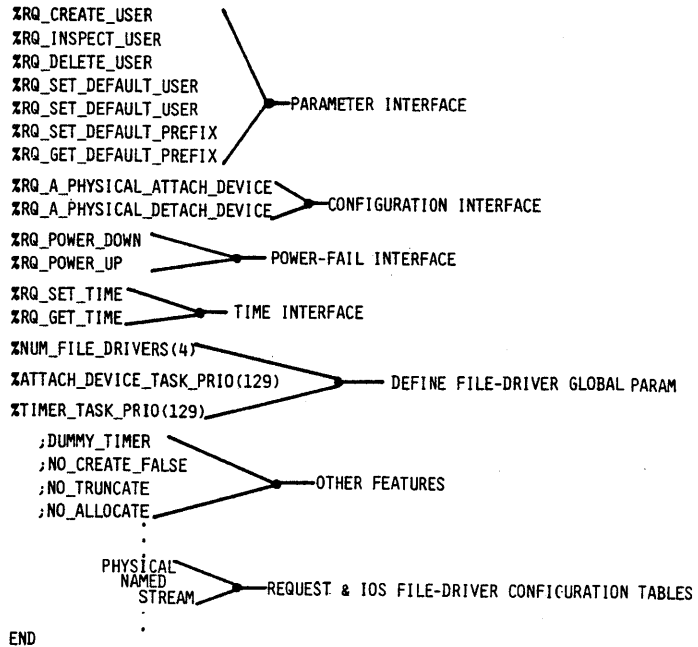 %RQ_CREATE_USER
%RQ_INSPECT_USER
%RQ_DELETE_USER
%RQ_SET_DEFAULT_USER
%RQ_SET_DEFAULT_USER
%RQ_SET_DEFAULT_PREFIX
%RQ_GET_DEFAULT_PREFIX
PARAMETER INTERFACE
%RQ_A_PHYSICAL_ATTACH_DEVICE
%RQ_A_PHYSICAL_DETACH_DEVICE
CONFIGURATION INTERFACE
%RQ_POWER_DOWN
%RQ_POWER_UP
POWER-FAIL INTERFACE
%RQ_SET_TIME
%RQ_GET_TIME
TIME INTERFACE
%NUM_FILE_DRIVERS(4)
%ATTACH_DEVICE_TASK_PRIO(129)
%TIMER_TASK_PRIO(129)
DEFINE FILE-DRIVER GLOBAL PARAM
;DUMMY_TIMER
;NO_CREATE_FALSE
;NO_TRUNCATE
;NO_ALLOCATE
OTHER FEATURES
PHYSICAL
NAMED
STREAM
REQUEST & IOS FILE-DRIVER CONFIGURATION TABLES
END